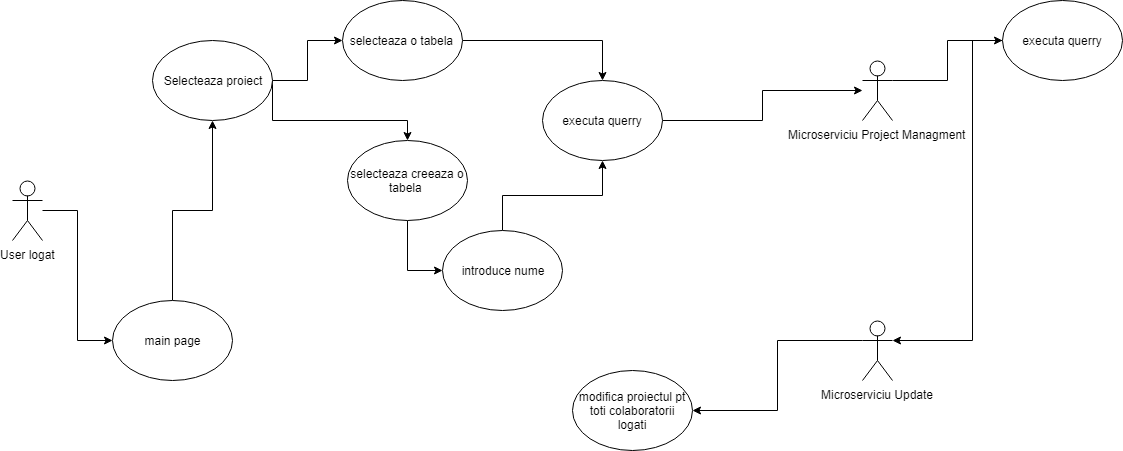 selecteaza o tabela
executa querry
Selecteaza proiect
executa querry
Microserviciu Project Managment
selecteaza creeaza o
tabela
User logat
introduce nume
main page
Microserviciu Update
modifica proiectul pt
toti colaboratorii
logati